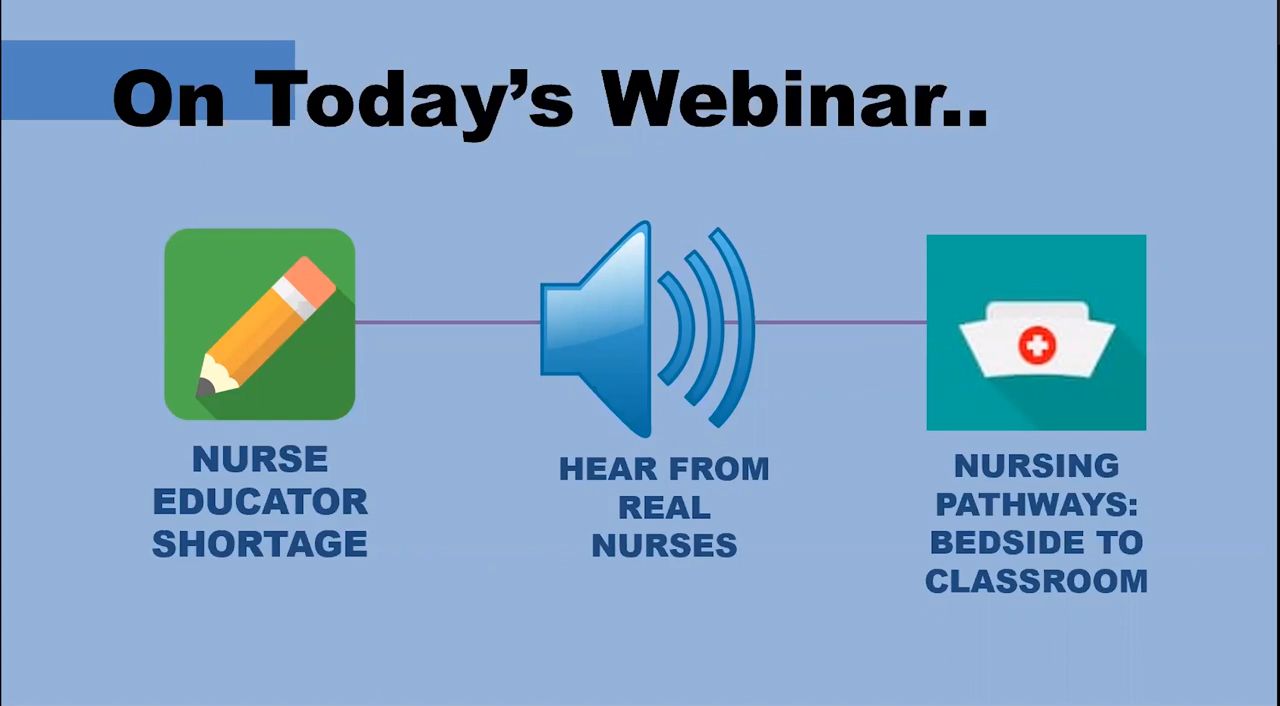 On Today’s Webinar..
NURSE
EDUCATOR
SHORTAGE
HEAR FROM
REAL
NURSES
NURSING
PATHWAYS:
BEDSIDE TO
CLASSROOM